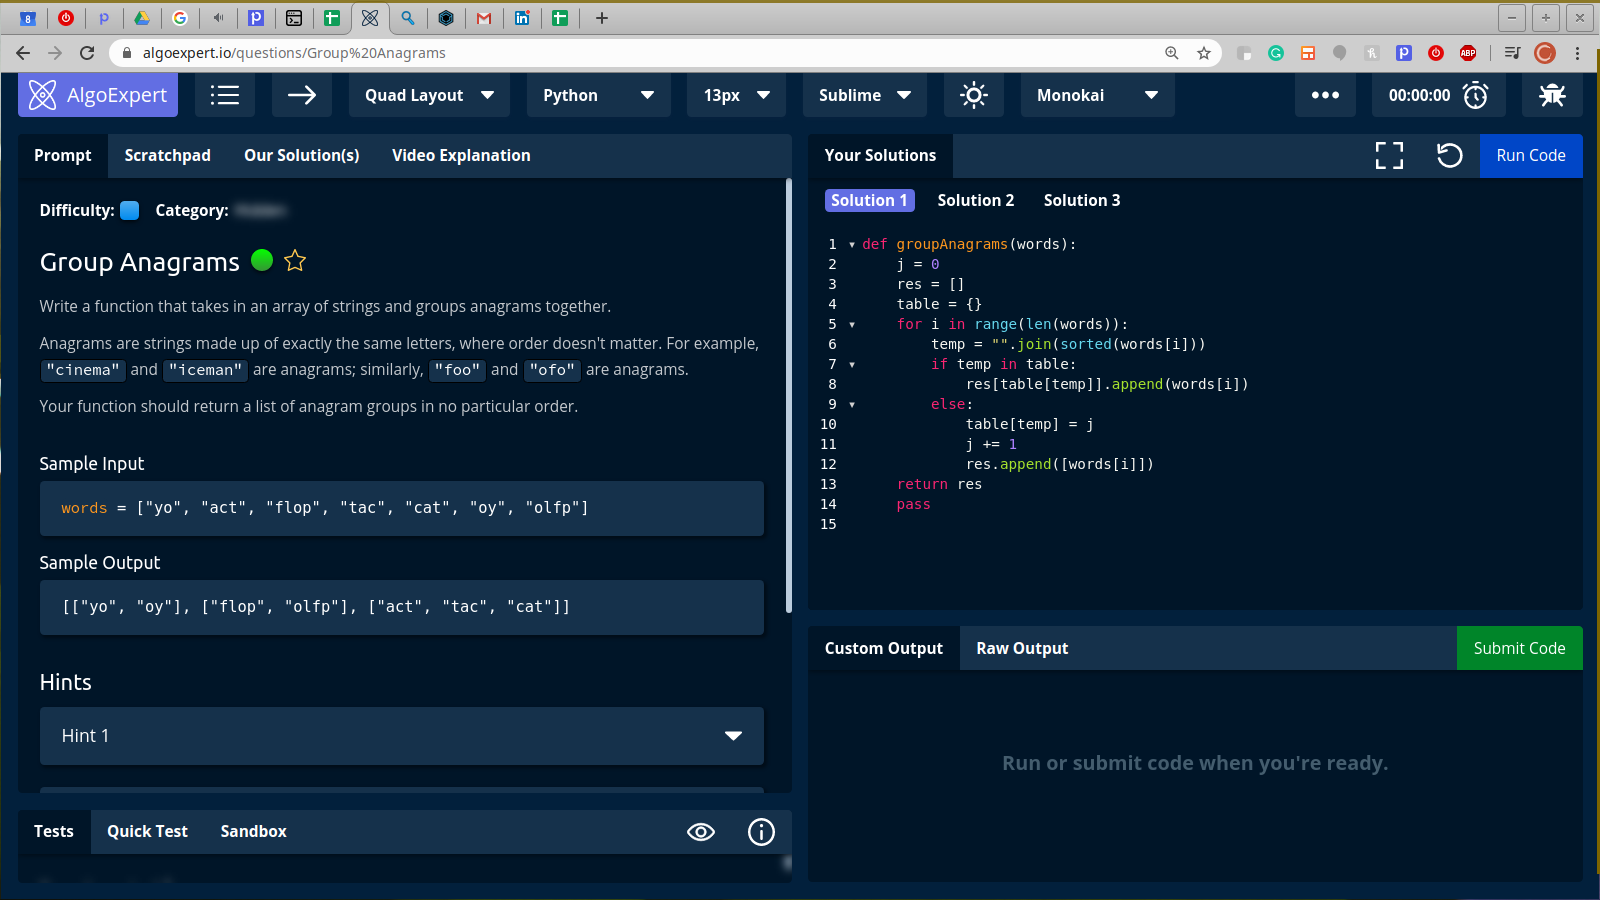 8
algoexpert.io/questions/Group%20Anagrams
ABP
AlgoExpert
Quad Layout
Python
13px
Sublime
Monokai
00:00:00
Prompt
Scratchpad
Our Solution(s)
Video Explanation
Difficulty:
Category:
Group Anagrams
Write a function that takes in an array of strings and groups anagrams together.
Anagrams are strings made up of exactly the same letters, where order doesn't matter. For example,
"cinema" and "iceman" are anagrams; similarly, "foo" and "ofo" are anagrams.
Your function should return a list of anagram groups in no particular order.
Sample Input
words = ["yo", "act", "flop", "tac", "cat", "oy", "olfp"]
Sample Output
[["yo", "oy"], ["flop", "olfp"], ["act", "tac", "cat"]]
Hints
Hint 1
Tests
Quick Test
Sandbox
Your Solutions
Run Code
Solution 1
Solution 2
Solution 3
1 def groupAnagrams(words):
2 j = 0
3 res = []
4 table = {}
5 for i in range(len(words)):
6 temp = "".join(sorted(words[i]))
7 if temp in table:
8 res[table[temp]].append(words[i])
9 else:
10 table[temp] = j
11 j += 1
12 res.append([words[i]])
13 return res
14 pass
15
Custom Output
Raw Output
Submit Code
Run or submit code when you're ready.